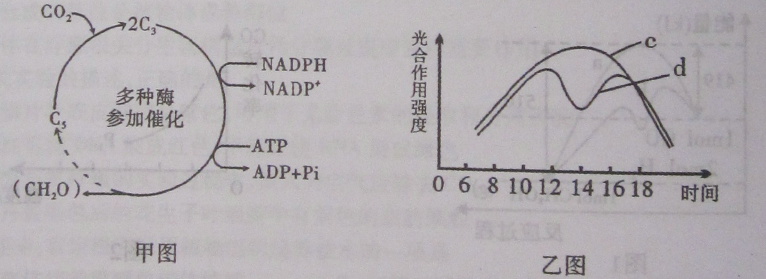 CO₂
2C₃
NADPH
NADP⁺
多种酶
参加催化
C₅
ATP
ADP+Pi
(CH₂O)
甲图
光合作用强度
c
d
0 6 8 10 12 14 16 18 时间
乙图